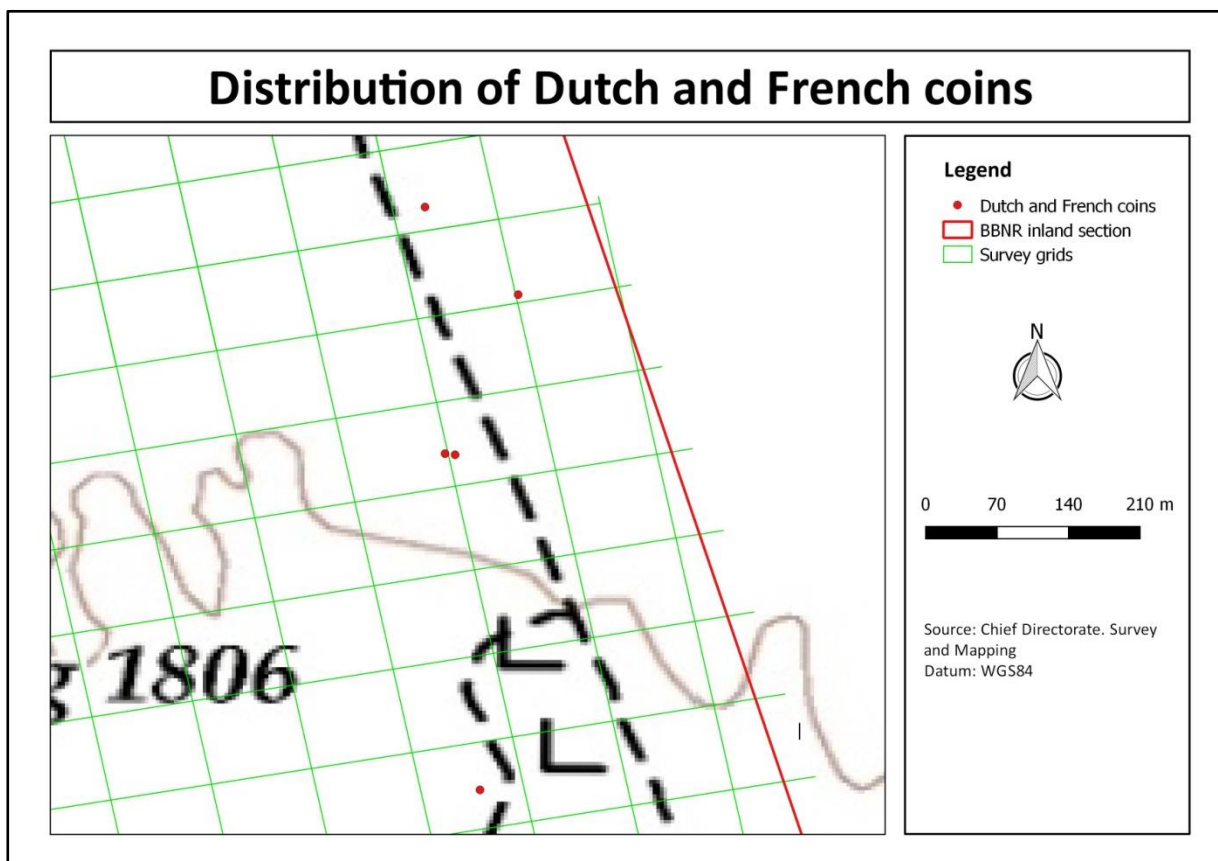 Distribution of Dutch and French coins
g 1806
Legend
Dutch and French coins
BBNR inland section
Survey grids
N
0 70 140 210 m
Source: Chief Directorate. Survey
and Mapping
Datum: WGS84